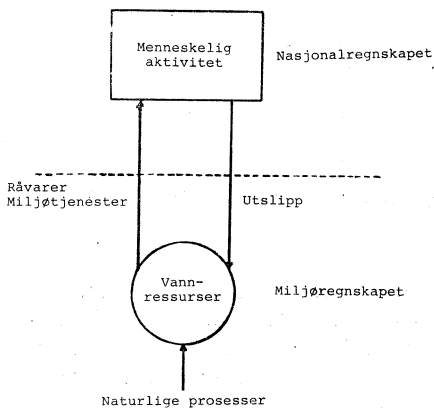 Menneskelig
aktivitet
Nasjonalregnskapet
Råvarer
Miljøtjenester
Utslipp
Vann-
ressurser
Miljøregnskapet
Naturlige prosesser